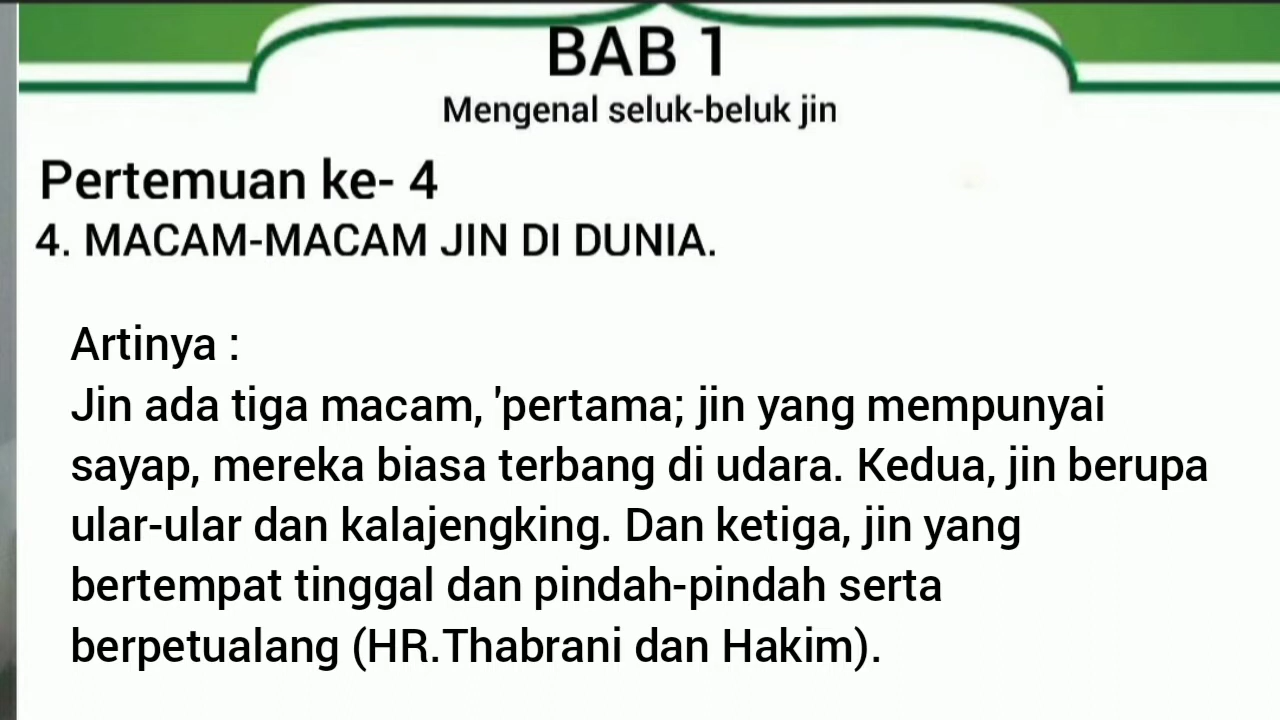 BAB 1
Mengenal seluk-beluk jin
Pertemuan ke- 4
4. MACAM-MACAM JIN DI DUNIA.
Artinya :
Jin ada tiga macam, 'pertama; jin yang mempunyai
sayap, mereka biasa terbang di udara. Kedua, jin berupa
ular-ular dan kalajengking. Dan ketiga, jin yang
bertempat tinggal dan pindah-pindah serta
berpetualang (HR.Thabrani dan Hakim).